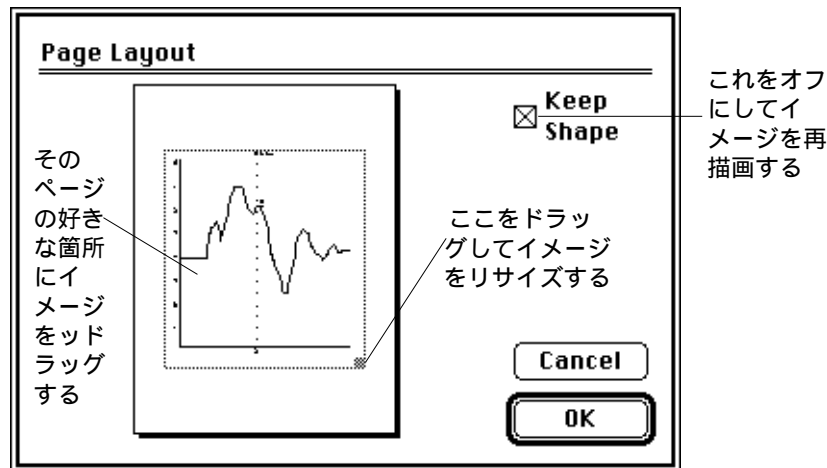 Page Layout
Keep
Shape
これをオフ
にしてイ
メージを再
描画する
その
ページ
の好き
な箇所
にイ
メージ
をッド
ラッグ
する
ここをドラッ
グしてイメージ
をリサイズする
Cancel
OK